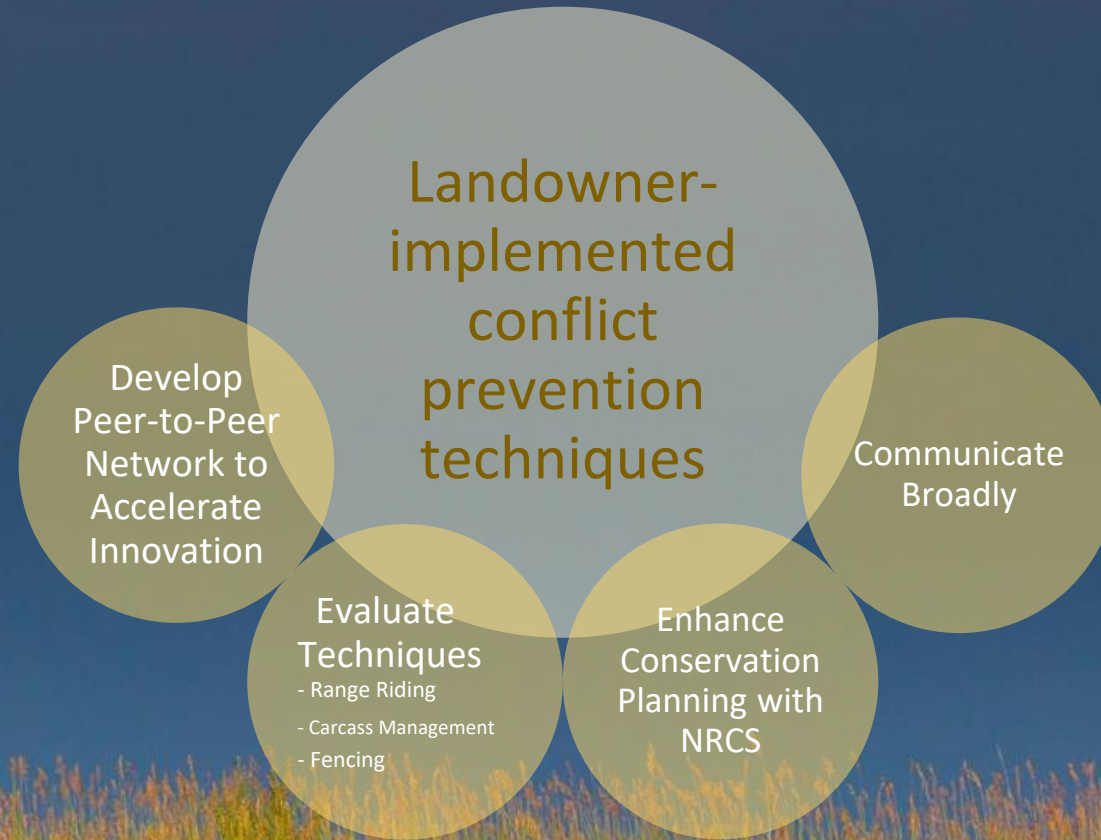 Landowner-
implemented
conflict
prevention
techniques
Develop
Peer-to-Peer
Network to
Accelerate
Innovation
Evaluate
Techniques
- Range Riding
- Carcass Management
- Fencing
Enhance
Conservation
Planning with
NRCS
Communicate
Broadly